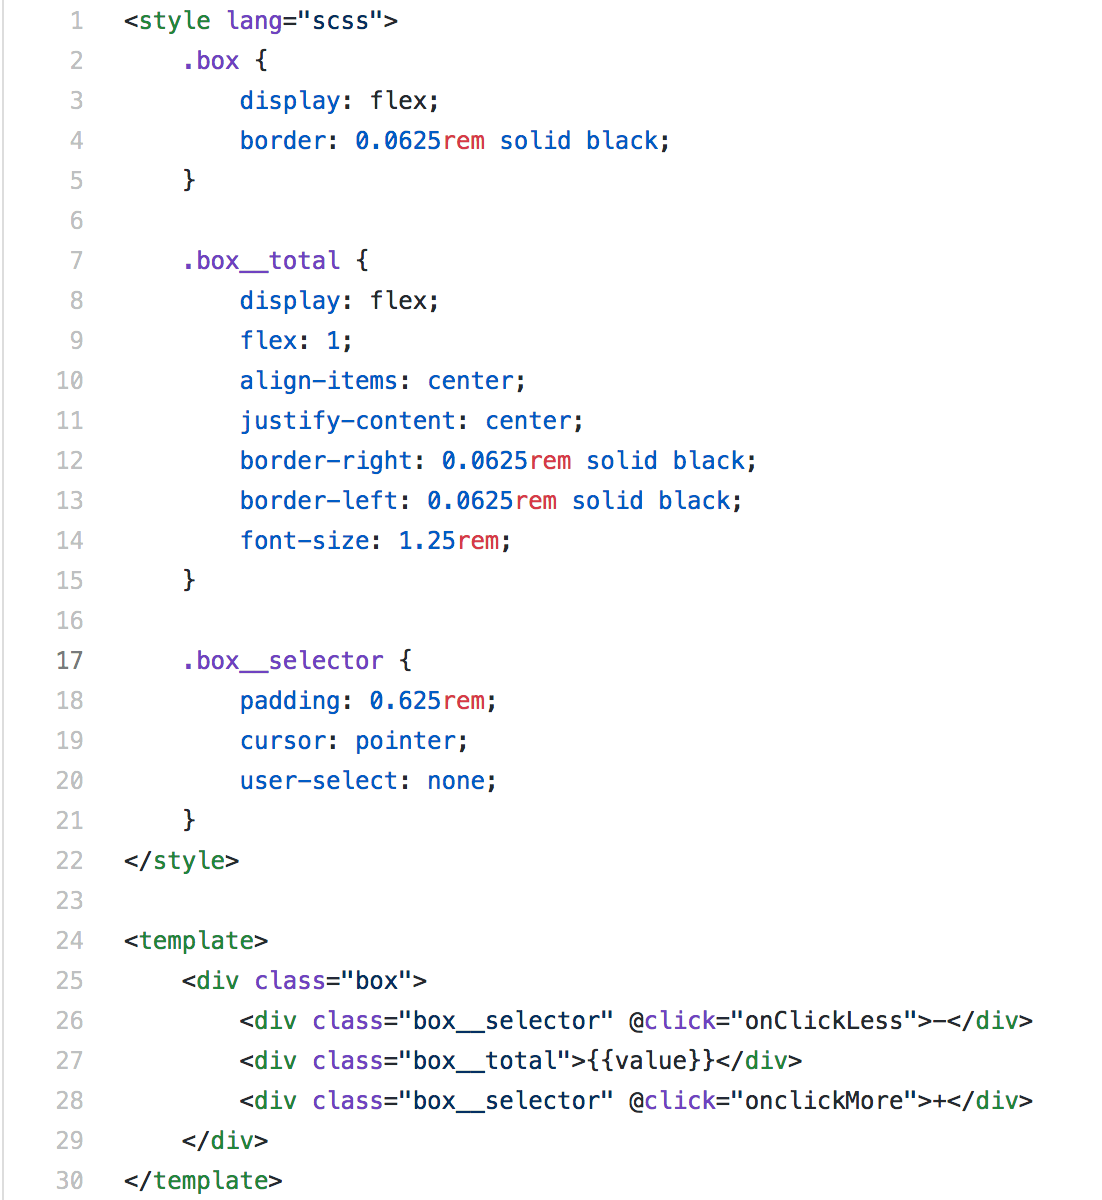 1 <style lang="scss">
2     .box {
3         display: flex;
4         border: 0.0625rem solid black;
5     }
6
7     .box__total {
8         display: flex;
9         flex: 1;
10         align-items: center;
11         justify-content: center;
12         border-right: 0.0625rem solid black;
13         border-left: 0.0625rem solid black;
14         font-size: 1.25rem;
15     }
16
17     .box__selector {
18         padding: 0.625rem;
19         cursor: pointer;
20         user-select: none;
21     }
22 </style>
23
24 <template>
25     <div class="box">
26         <div class="box__selector" @click="onClickLess">-</div>
27         <div class="box__total">{{value}}</div>
28         <div class="box__selector" @click="onclickMore">+</div>
29     </div>
30 </template>